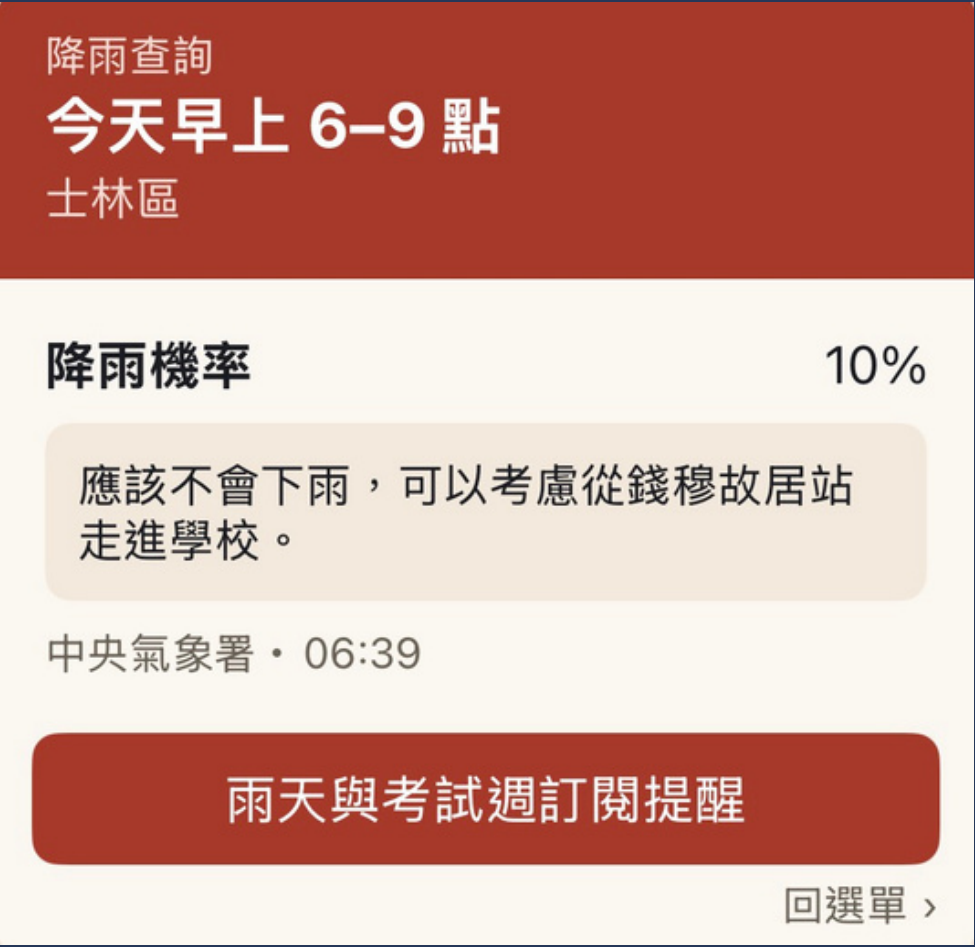 降雨查詢
今天早上 6–9 點
士林區
降雨機率 10%
應該不會下雨，可以考慮從錢穆故居站
走進學校。
中央氣象署・06:39
雨天與考試週訂閱提醒
回選單 ›